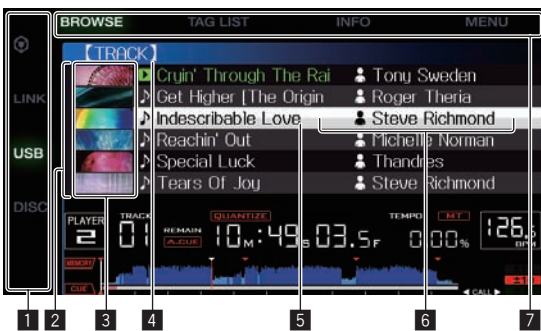 BROWSE TAG LIST INFO MENU
[TRACK]
Cryin' Through The Rai Tony Sweden
LINK Get Higher [The Origin Roger Theria
Indescribable Love Steve Richmond
USB Reachin' Out Michelle Norman
Special Luck Thandres
Tears Of Joy Steve Richmond
DISC
PLAYER TRACK QUANTIZE TEMPO MT
2 01 REMAIN A.CUE 10M:49S03.5F 0.00% 126.5 BPM
MEMORY
CUE ◀ CALL ▶ ±10
1 2 3 4 5 6 7